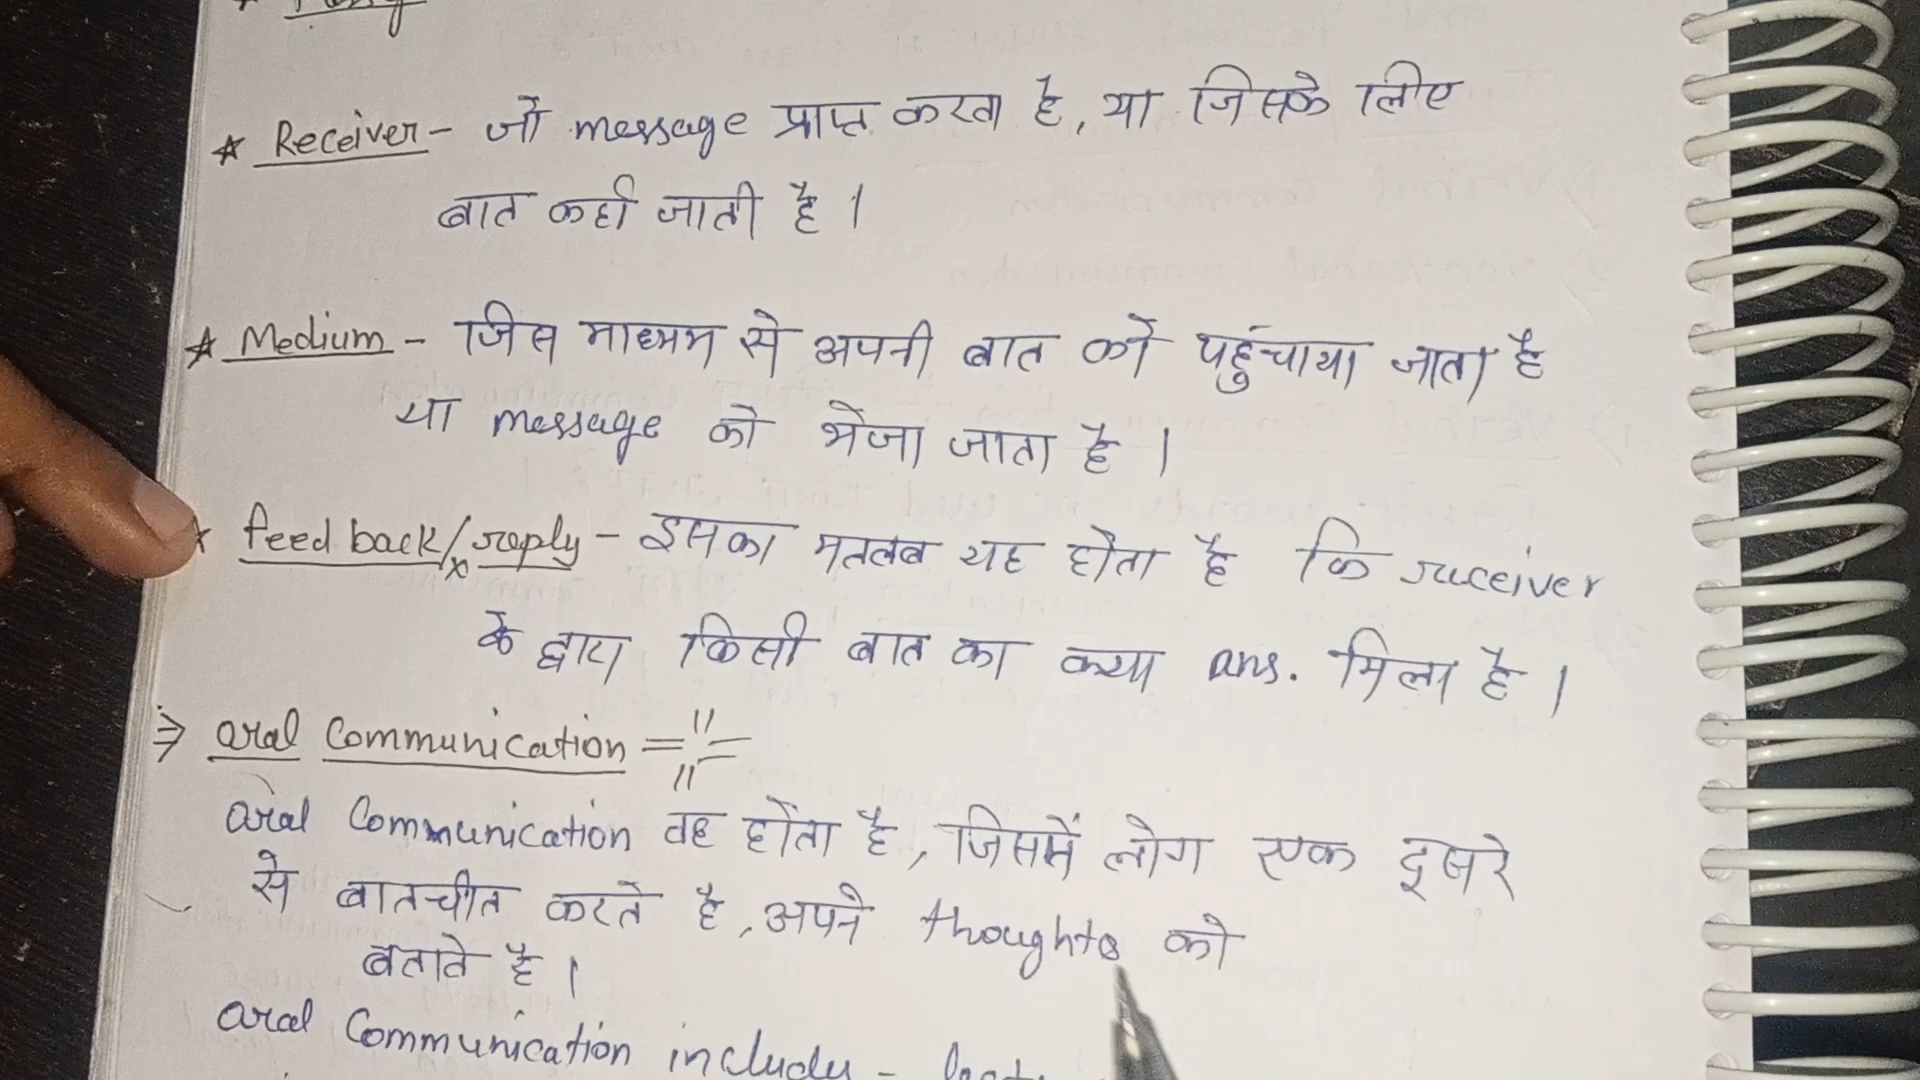 * Receiver - जो message प्राप्त करता है, या जिसके लीए
बात कही जाती है।
* Medium - जिस माध्यम से अपनी बात को पहुंचाया जाता है
या message को भेजा जाता है।
* feed back/reply - इसका मतलब यह होता है कि receiver
के द्वारा किसी बात का क्या ans. मिला है।
⇒ oral Communication =
oral Communication वह होता है, जिसमें लोग एक दूसरे
से बातचीत करते है, अपने thoughts को
बताते है।
oral Communication include -